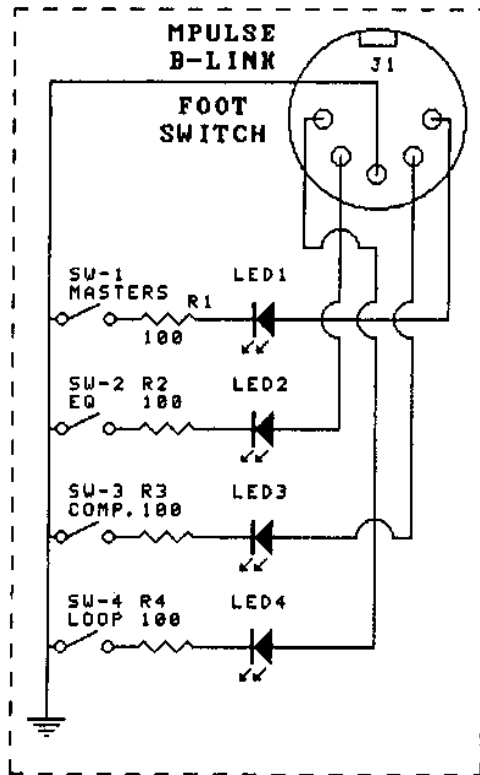 MPULSE
B-LINK
J1
FOOT
SWITCH
SW-1
MASTERS
R1
100
LED1
SW-2 R2
EQ 100
LED2
SW-3 R3
COMP. 100
LED3
SW-4 R4
LOOP 100
LED4